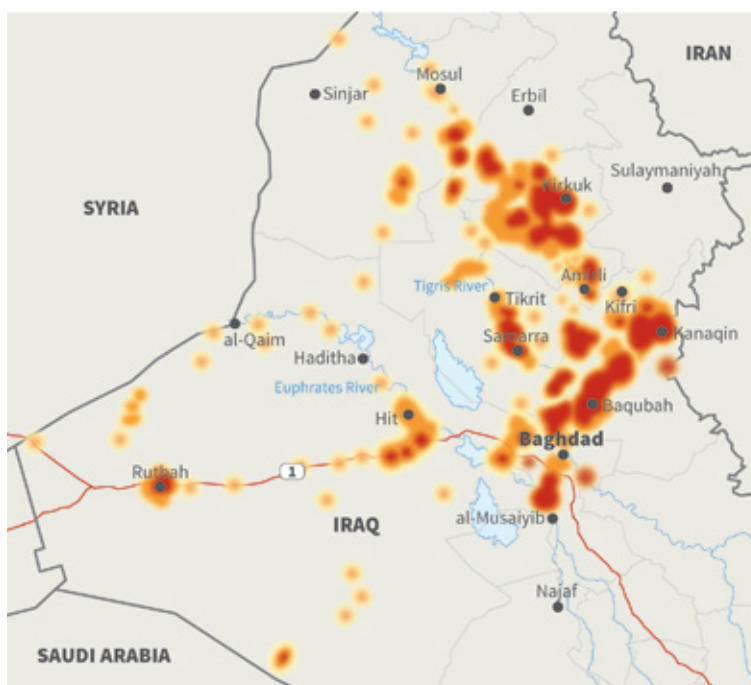 IRAN
Mosul
Sinjar
Erbil
Sulaymaniyah
Kirkuk
SYRIA
Amirli
Tigris River
Tikrit
Kifri
al-Qaim
Samarra
Kanaqin
Haditha
Euphrates River
Baqubah
Hit
Baghdad
Rutbah
1
al-Musaiyib
IRAQ
Najaf
SAUDI ARABIA